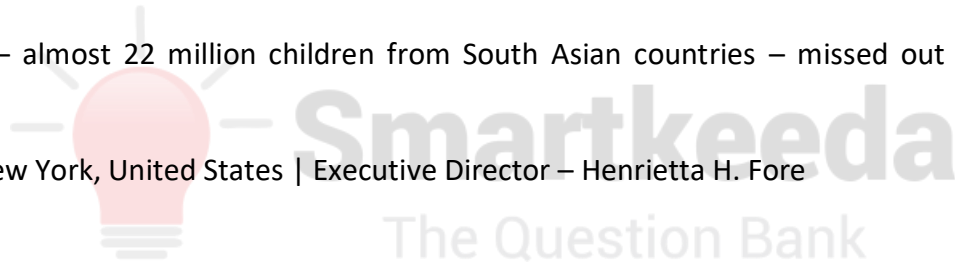 – almost 22 million children from South Asian countries – missed out
Smartkeeda
ew York, United States | Executive Director – Henrietta H. Fore
The Question Bank